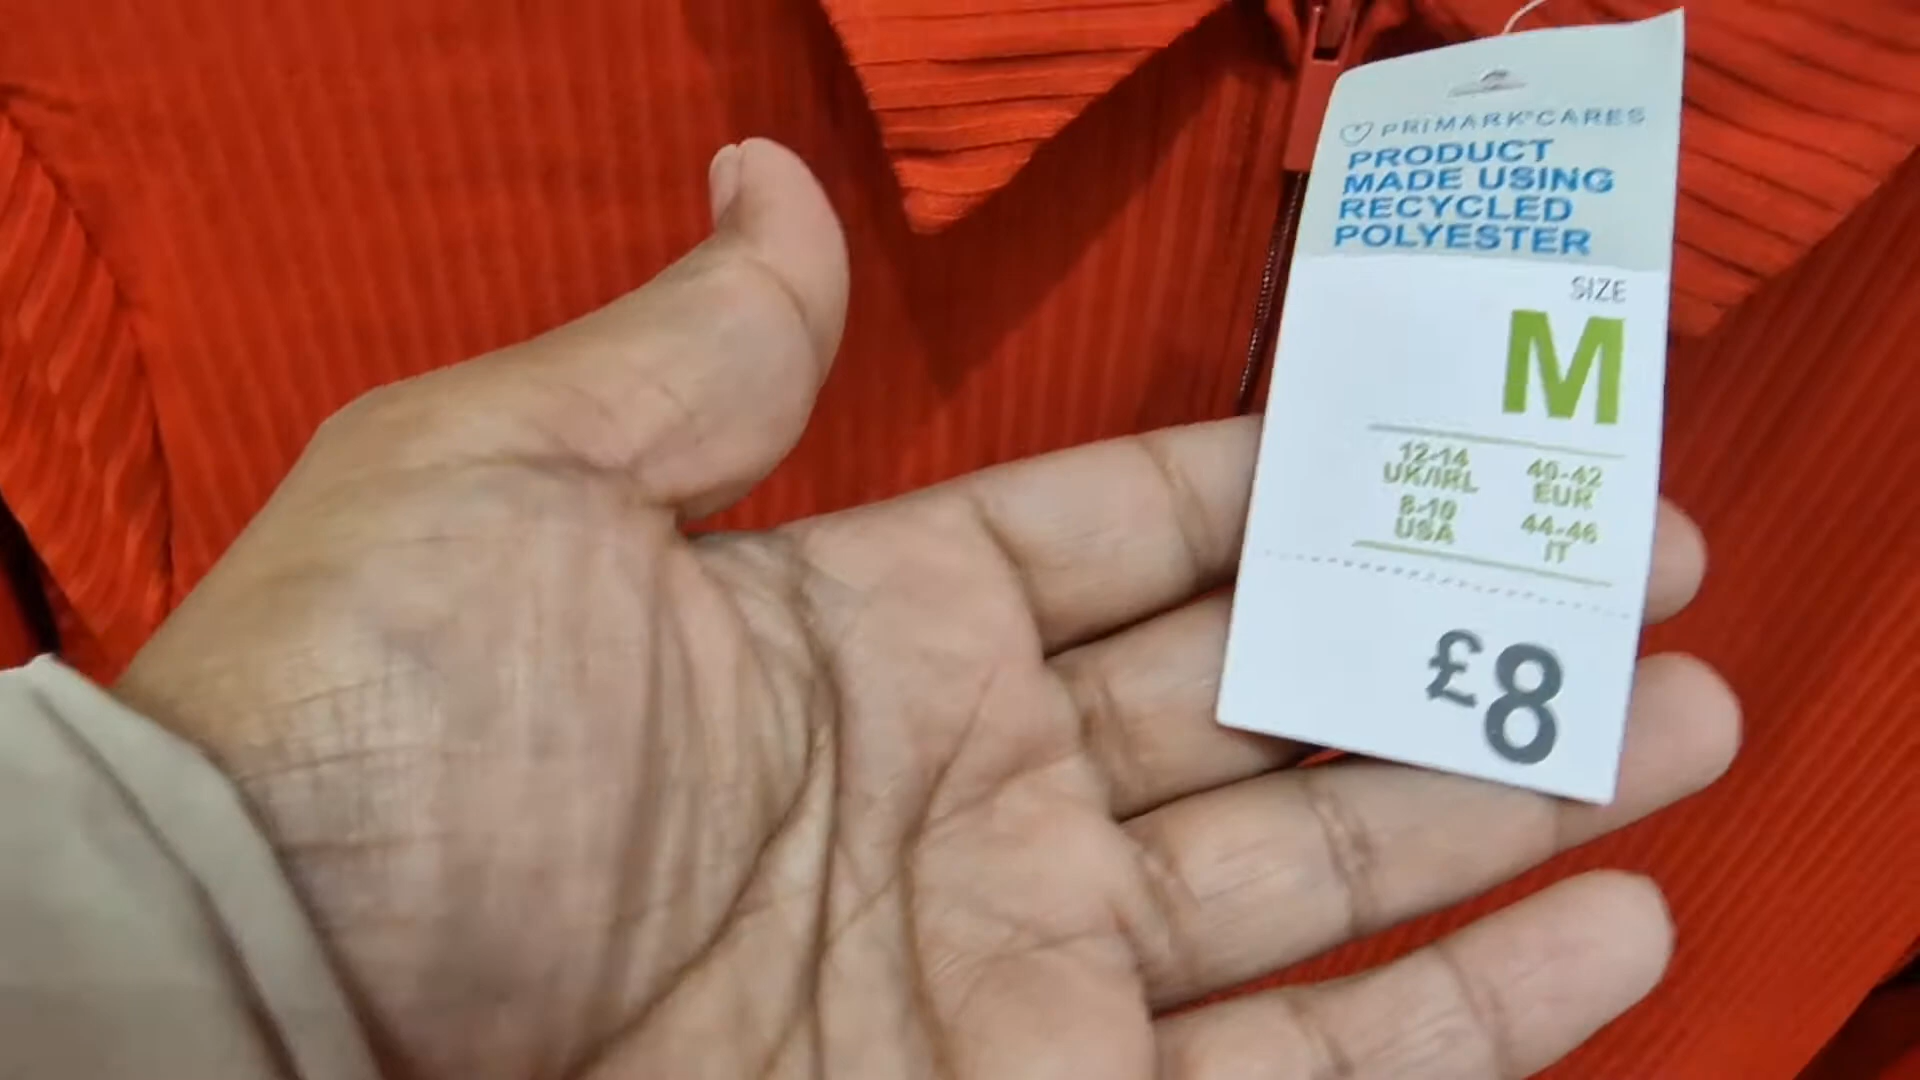 PRIMARK®CARES
PRODUCT
MADE USING
RECYCLED
POLYESTER
SIZE
M
12-14
UK/IRL
40-42
EUR
8-10
USA
44-46
IT
£8